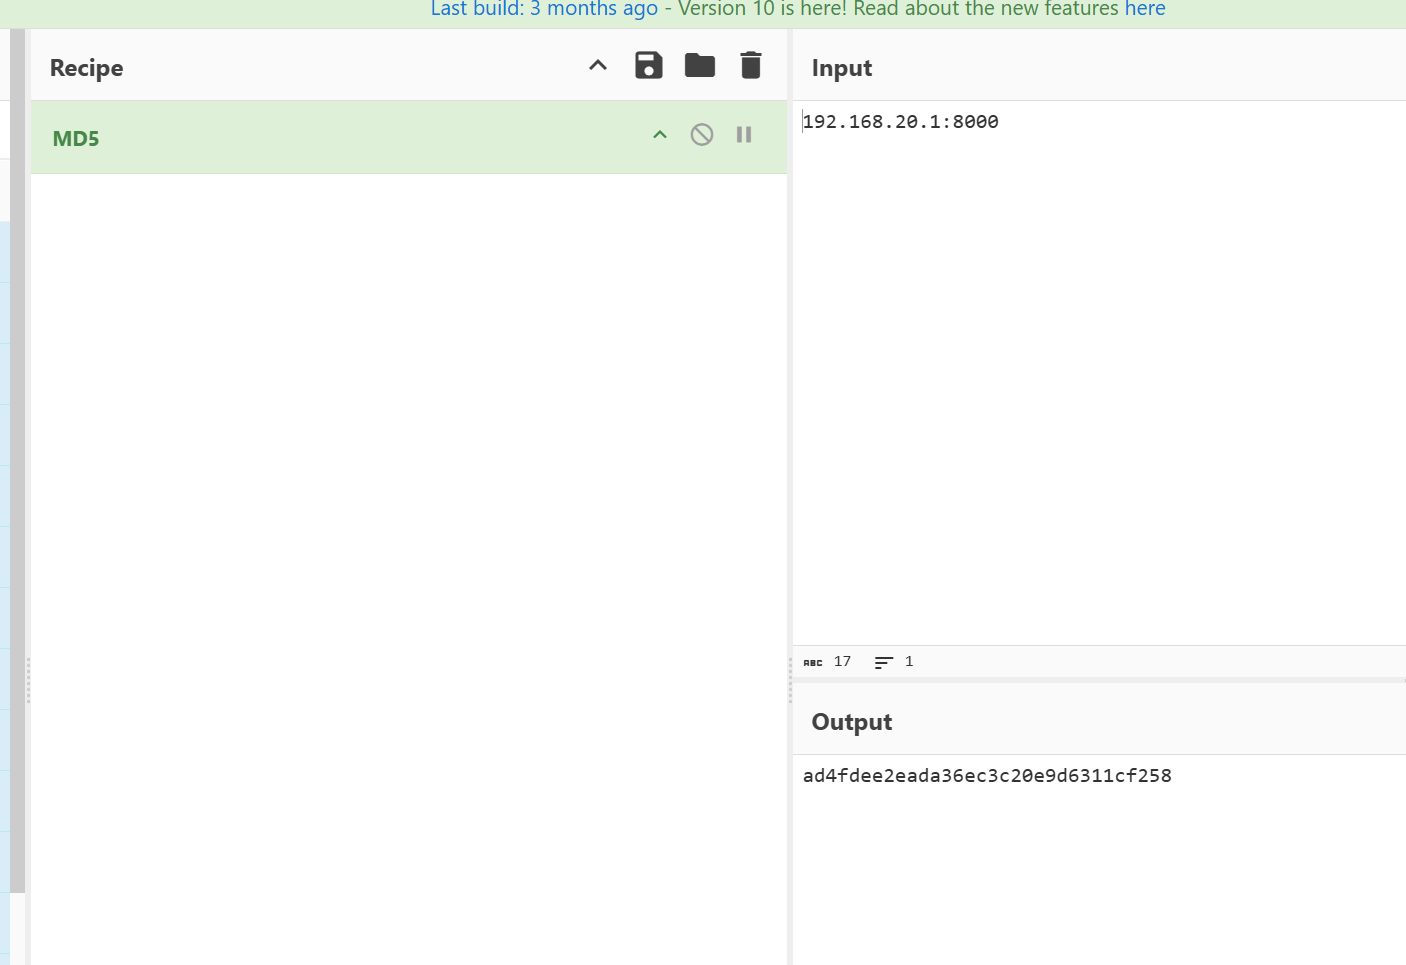 Last build: 3 months ago - Version 10 is here! Read about the new features here
Recipe
MD5
Input
192.168.20.1:8000
ABC 17 1
Output
ad4fdee2eada36ec3c20e9d6311cf258